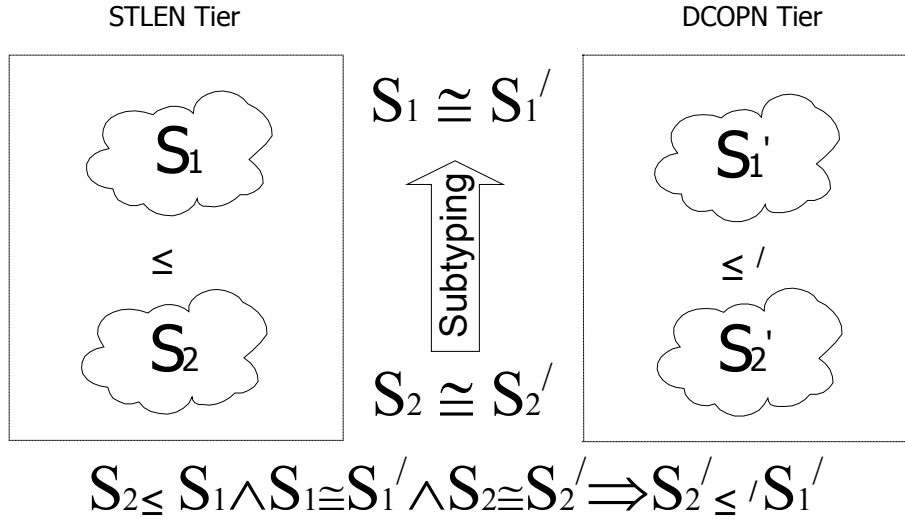 STLEN Tier DCOPN Tier
S1 ≅ S1/
S1 S1'
Subtyping
≤ ≤ /
S2 S2'
S2 ≅ S2/
S2 ≤ S1 ∧ S1 ≅ S1/ ∧ S2 ≅ S2/ ⇒ S2/ ≤ / S1/